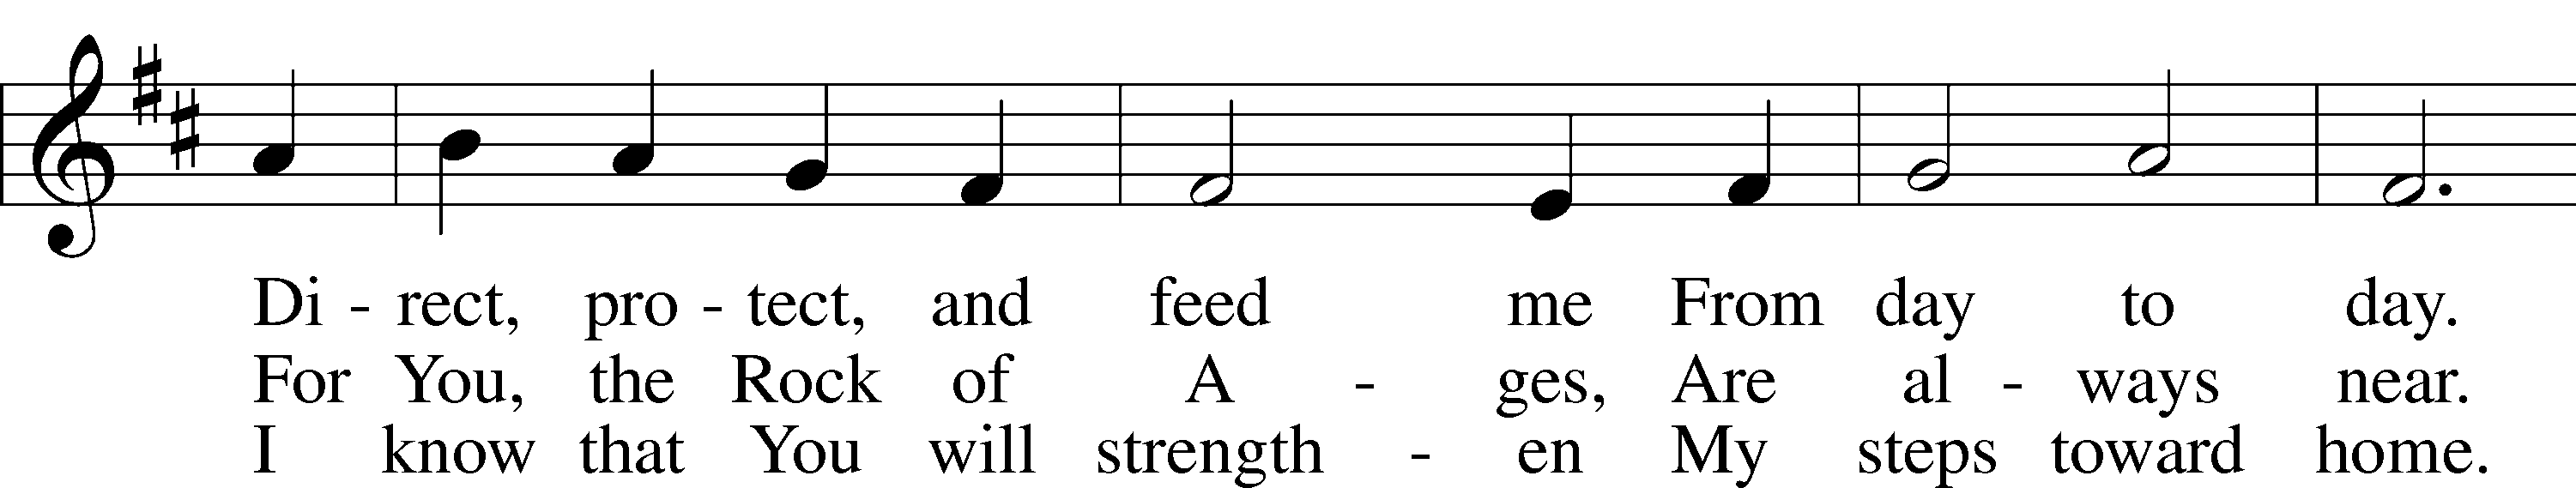 Di - rect, pro - tect, and feed me From day to day.
For You, the Rock of A - ges, Are al - ways near.
I know that You will strength - en My steps toward home.